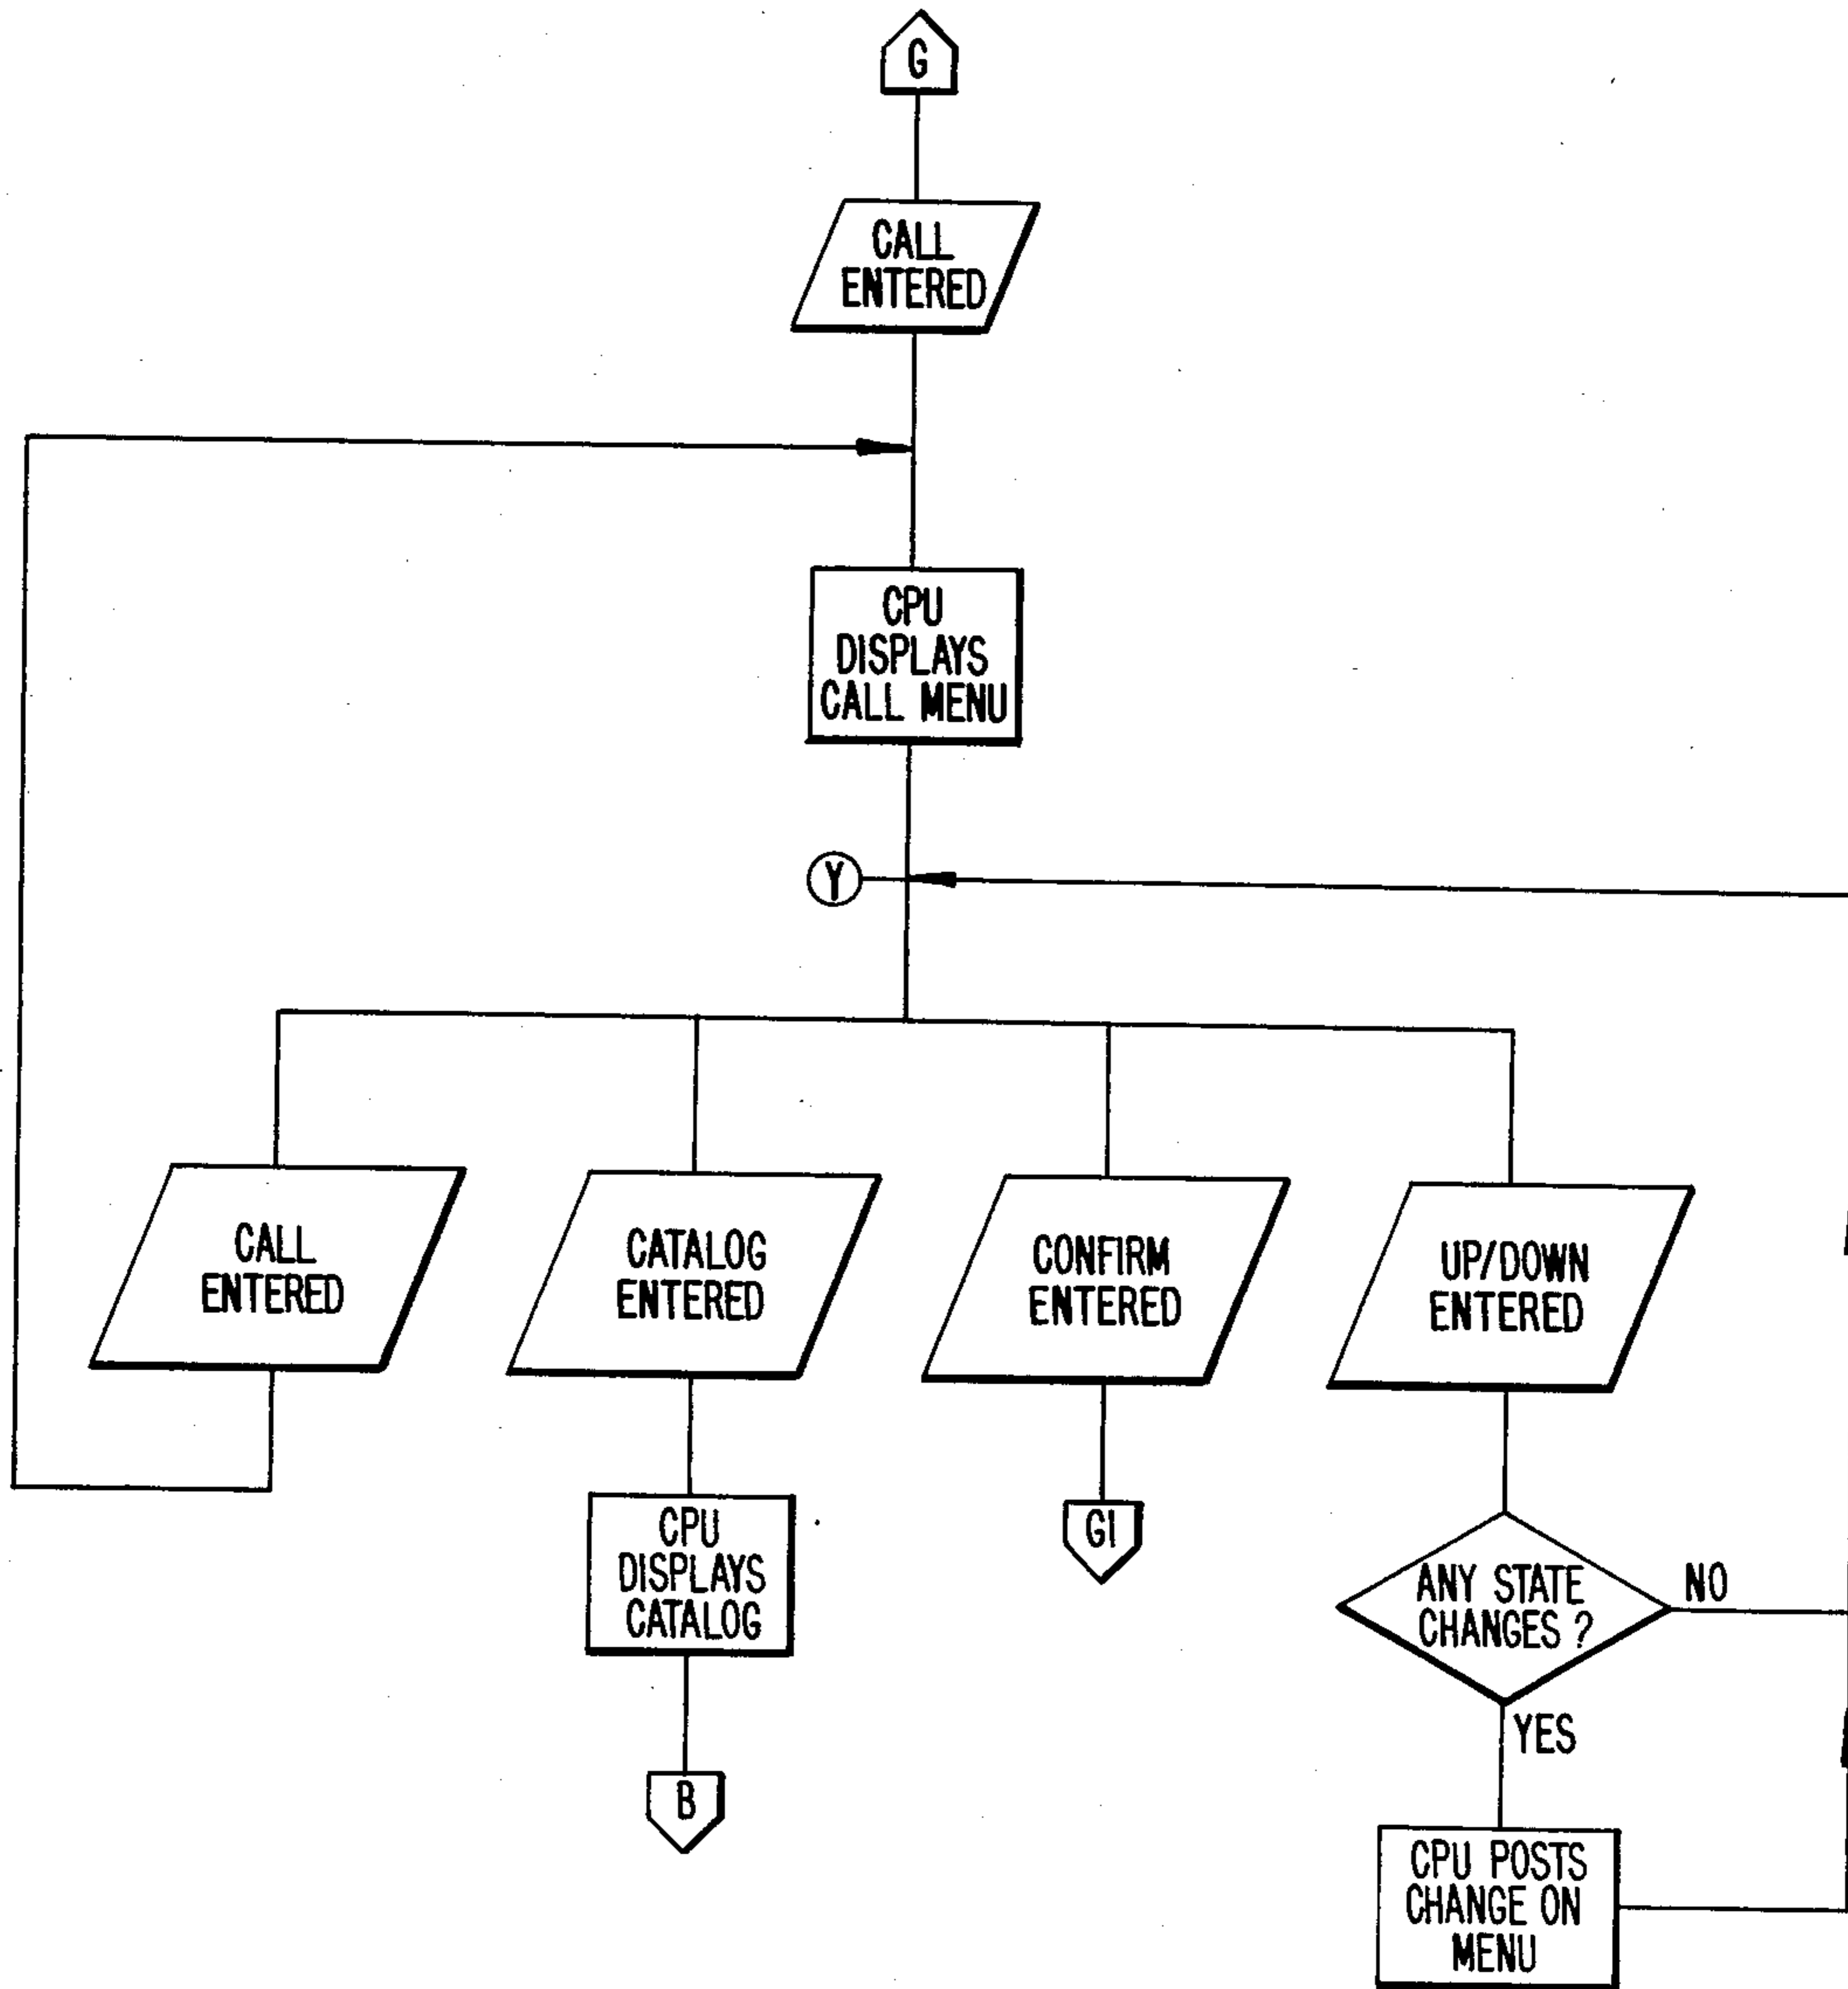 G
CALL
ENTERED
CPU
DISPLAYS
CALL MENU
Y
CALL
ENTERED
CATALOG
ENTERED
CONFIRM
ENTERED
UP/DOWN
ENTERED
CPU
DISPLAYS
CATALOG
G1
ANY STATE
CHANGES ?
NO
YES
B
CPU POSTS
CHANGE ON
MENU